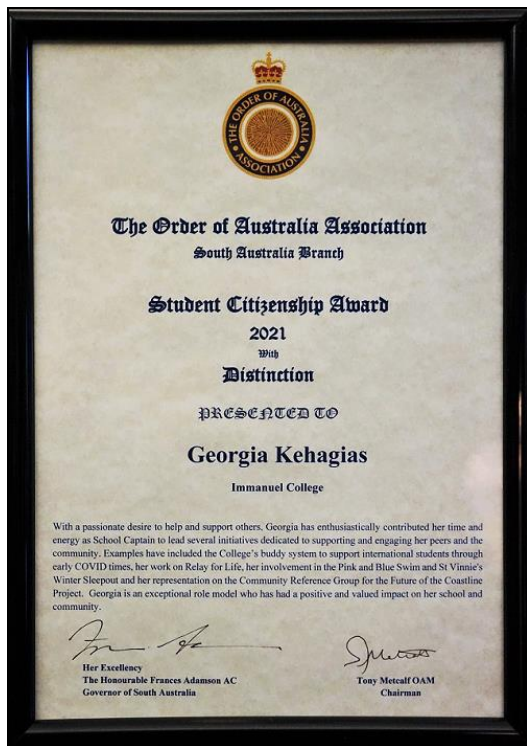 THE ORDER OF AUSTRALIA
ASSOCIATION
The Order of Australia Association
South Australia Branch
Student Citizenship Award
2021
With
Distinction
PRESENTED TO
Georgia Kehagias
Immanuel College
With a passionate desire to help and support others, Georgia has enthusiastically contributed her time and
energy as School Captain to lead several initiatives dedicated to supporting and engaging her peers and the
community. Examples have included the College's buddy system to support international students through
early COVID times, her work on Relay for Life, her involvement in the Pink and Blue Swim and St Vinnie's
Winter Sleepout and her representation on the Community Reference Group for the Future of the Coastline
Project. Georgia is an exceptional role model who has had a positive and valued impact on her school and
community.
Her Excellency
The Honourable Frances Adamson AC
Governor of South Australia
Tony Metcalf OAM
Chairman